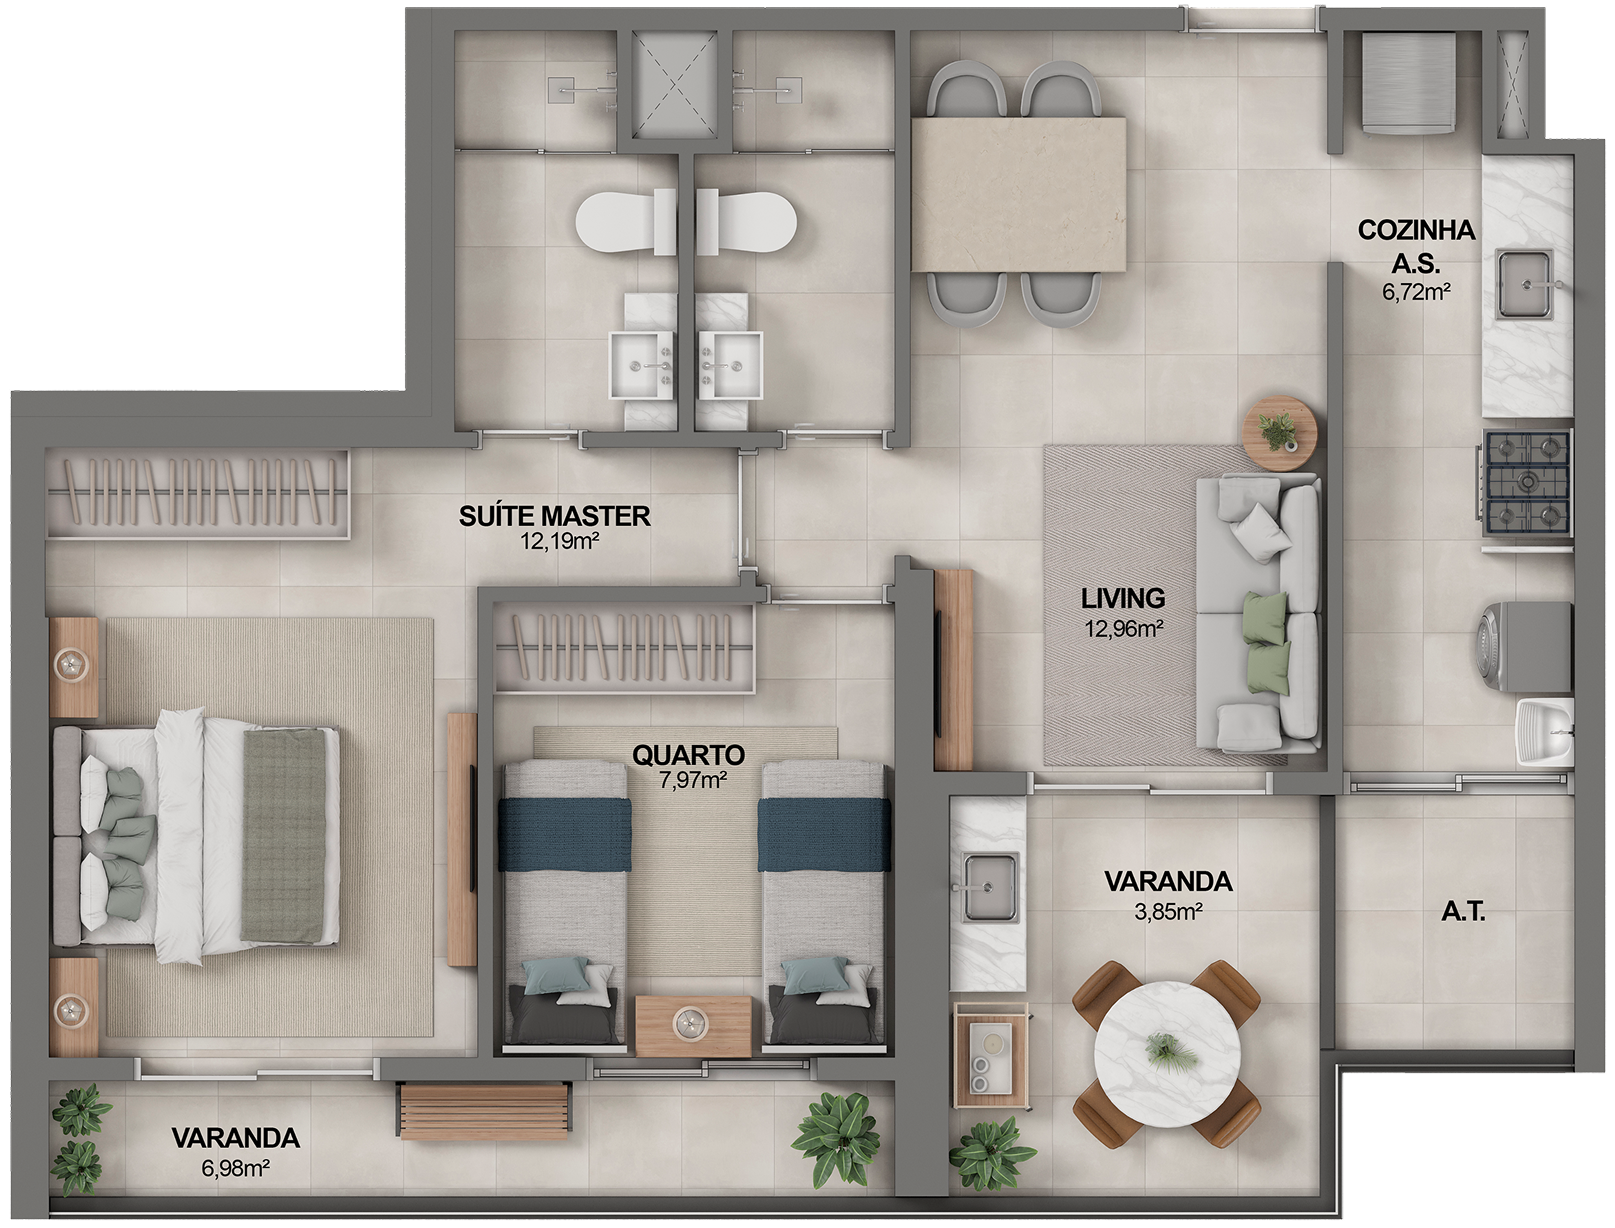 COZINHA
A.S.
6,72m²
SUÍTE MASTER
12,19m²
LIVING
12,96m²
QUARTO
7,97m²
VARANDA
3,85m²
A.T.
VARANDA
6,98m²